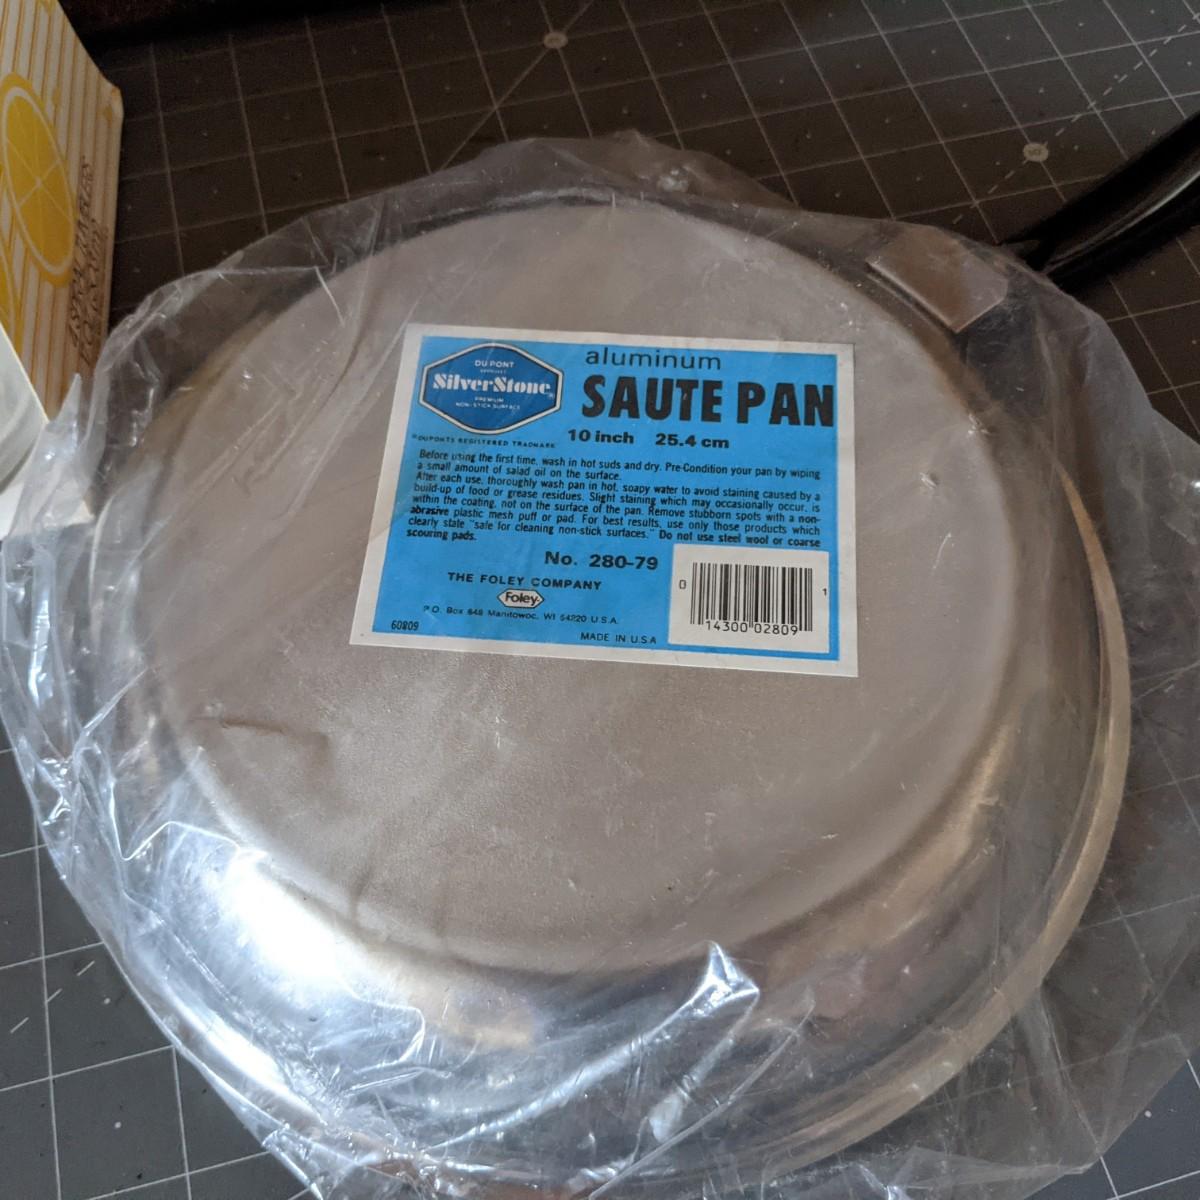 DU PONT
APPROVED
SilverStone®
PREMIUM
NON-STICK SURFACE
®DUPONTS REGISTERED TRADMARK
aluminum
SAUTE PAN
10 inch 25.4 cm
Before using the first time, wash in hot suds and dry. Pre-Condition your pan by wiping
a small amount of salad oil on the surface.
After each use, thoroughly wash pan in hot, soapy water to avoid staining caused by a
build-up of food or grease residues. Slight staining which may occasionally occur, is
within the coating, not on the surface of the pan. Remove stubborn spots with a non-
abrasive plastic mesh puff or pad. For best results, use only those products which
clearly state "safe for cleaning non-stick surfaces." Do not use steel wool or coarse
scouring pads.
No. 280-79
THE FOLEY COMPANY
Foley
P.O. Box 648 Manitowoc, WI 54220 U.S.A.
60809
MADE IN U.S.A
0 14300 02809 1